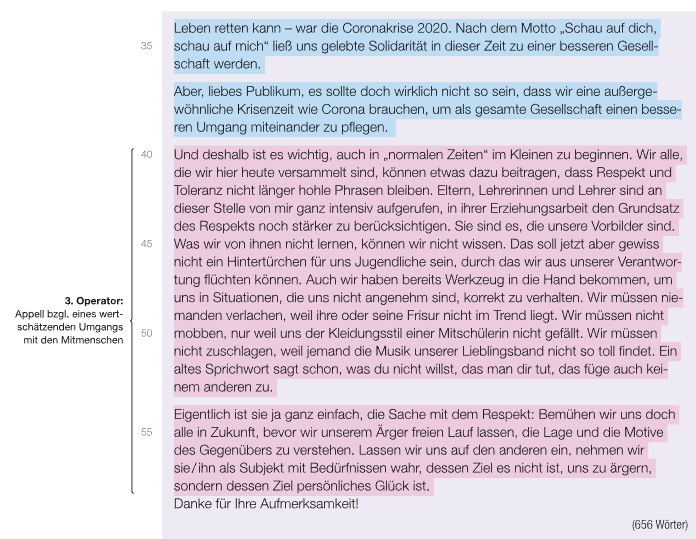 Leben retten kann – war die Coronakrise 2020. Nach dem Motto „Schau auf dich,
35 schau auf mich“ ließ uns gelebte Solidarität in dieser Zeit zu einer besseren Gesell-
schaft werden.
Aber, liebes Publikum, es sollte doch wirklich nicht so sein, dass wir eine außerge-
wöhnliche Krisenzeit wie Corona brauchen, um als gesamte Gesellschaft einen besse-
ren Umgang miteinander zu pflegen.
40 Und deshalb ist es wichtig, auch in „normalen Zeiten“ im Kleinen zu beginnen. Wir alle,
die wir hier heute versammelt sind, können etwas dazu beitragen, dass Respekt und
Toleranz nicht länger hohle Phrasen bleiben. Eltern, Lehrerinnen und Lehrer sind an
dieser Stelle von mir ganz intensiv aufgerufen, in ihrer Erziehungsarbeit den Grundsatz
des Respekts noch stärker zu berücksichtigen. Sie sind es, die unsere Vorbilder sind.
45 Was wir von ihnen nicht lernen, können wir nicht wissen. Das soll jetzt aber gewiss
nicht ein Hintertürchen für uns Jugendliche sein, durch das wir aus unserer Verantwor-
tung flüchten können. Auch wir haben bereits Werkzeug in die Hand bekommen, um
uns in Situationen, die uns nicht angenehm sind, korrekt zu verhalten. Wir müssen nie-
manden verlachen, weil ihre oder seine Frisur nicht im Trend liegt. Wir müssen nicht
50 mobben, nur weil uns der Kleidungsstil einer Mitschülerin nicht gefällt. Wir müssen
nicht zuschlagen, weil jemand die Musik unserer Lieblingsband nicht so toll findet. Ein
altes Sprichwort sagt schon, was du nicht willst, das man dir tut, das füge auch kei-
nem anderen zu.
3. Operator:
Appell bzgl. eines wert-
schätzenden Umgangs
mit den Mitmenschen
Eigentlich ist sie ja ganz einfach, die Sache mit dem Respekt: Bemühen wir uns doch
55 alle in Zukunft, bevor wir unserem Ärger freien Lauf lassen, die Lage und die Motive
des Gegenübers zu verstehen. Lassen wir uns auf den anderen ein, nehmen wir
sie/ihn als Subjekt mit Bedürfnissen wahr, dessen Ziel es nicht ist, uns zu ärgern,
sondern dessen Ziel persönliches Glück ist.
Danke für Ihre Aufmerksamkeit!
(656 Wörter)